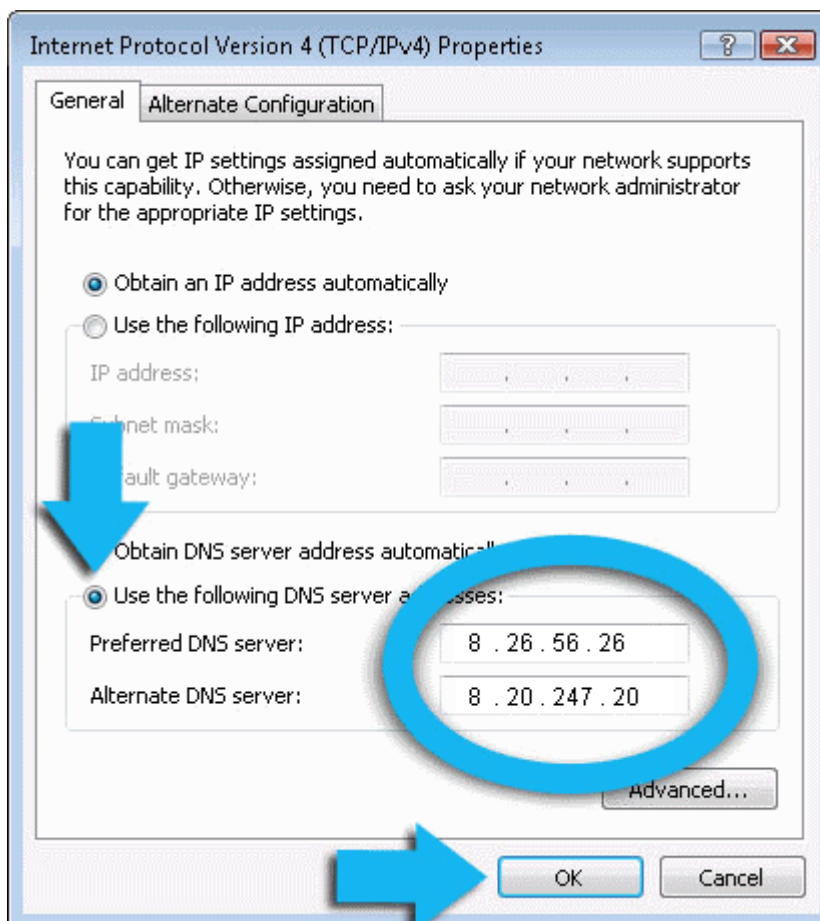 Internet Protocol Version 4 (TCP/IPv4) Properties
General
Alternate Configuration
You can get IP settings assigned automatically if your network supports
this capability. Otherwise, you need to ask your network administrator
for the appropriate IP settings.
Obtain an IP address automatically
Use the following IP address:
IP address:
Subnet mask:
Default gateway:
Obtain DNS server address automatically
Use the following DNS server addresses:
Preferred DNS server:
8 . 26 . 56 . 26
Alternate DNS server:
8 . 20 . 247 . 20
Advanced...
OK
Cancel